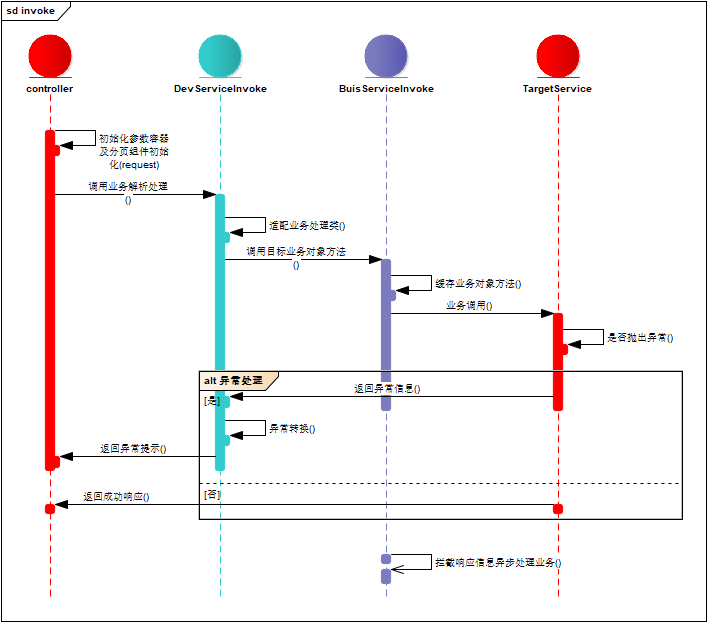 sd invoke
controller
DevServiceInvoke
BuisServiceInvoke
TargetService
初始化参数容器
及分页组件初始
化(request)
调用业务解析处理
()
适配业务处理类()
调用目标业务对象方法
()
缓存业务对象方法()
业务调用()
是否抛出异常()
alt 异常处理
返回异常信息()
[是]
异常转换()
返回异常提示()
[否]
返回成功响应()
拦截响应信息异步处理业务()